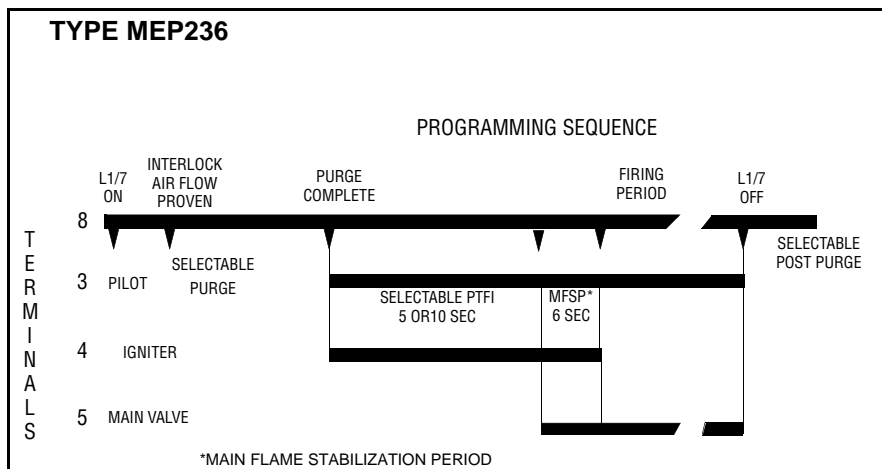 TYPE MEP236
PROGRAMMING SEQUENCE
L1/7
ON
INTERLOCK
AIR FLOW
PROVEN
PURGE
COMPLETE
FIRING
PERIOD
L1/7
OFF
TERMINALS
8
SELECTABLE
POST PURGE
3 PILOT
SELECTABLE
PURGE
SELECTABLE PTFI
5 OR10 SEC
MFSP*
6 SEC
4 IGNITER
5 MAIN VALVE
*MAIN FLAME STABILIZATION PERIOD